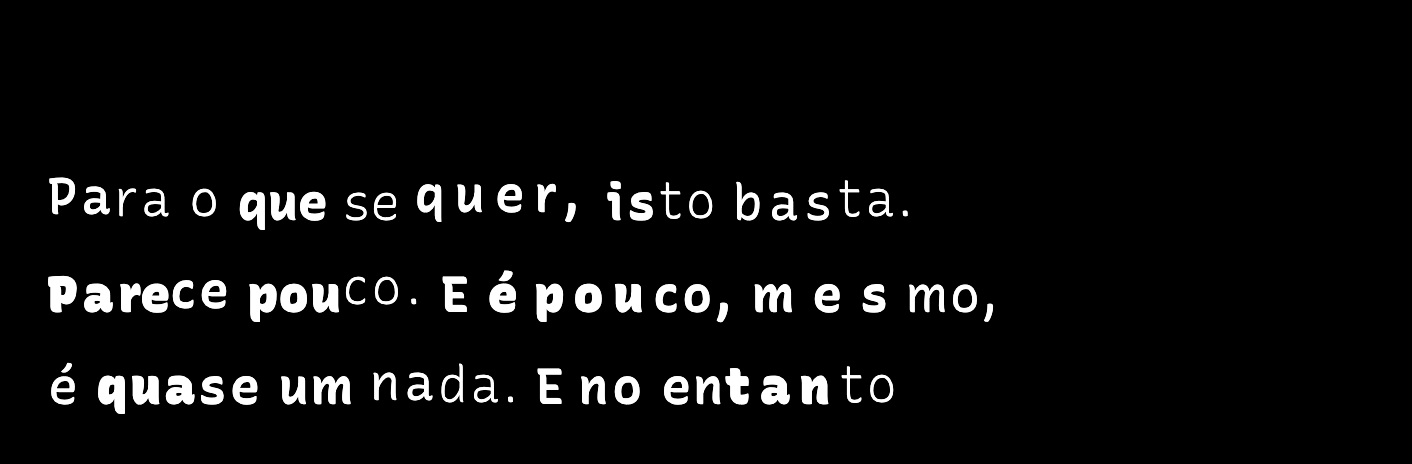 Para o que se quer, isto basta.
Parece pouco. E é pouco, mesmo,
é quase um nada. E no entanto